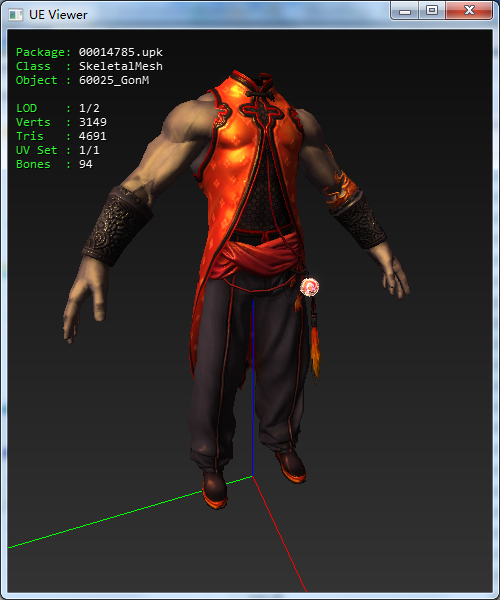 UE Viewer
Package: 00014785.upk
Class  : SkeletalMesh
Object : 60025_GonM
LOD    : 1/2
Verts  : 3149
Tris   : 4691
UV Set : 1/1
Bones  : 94